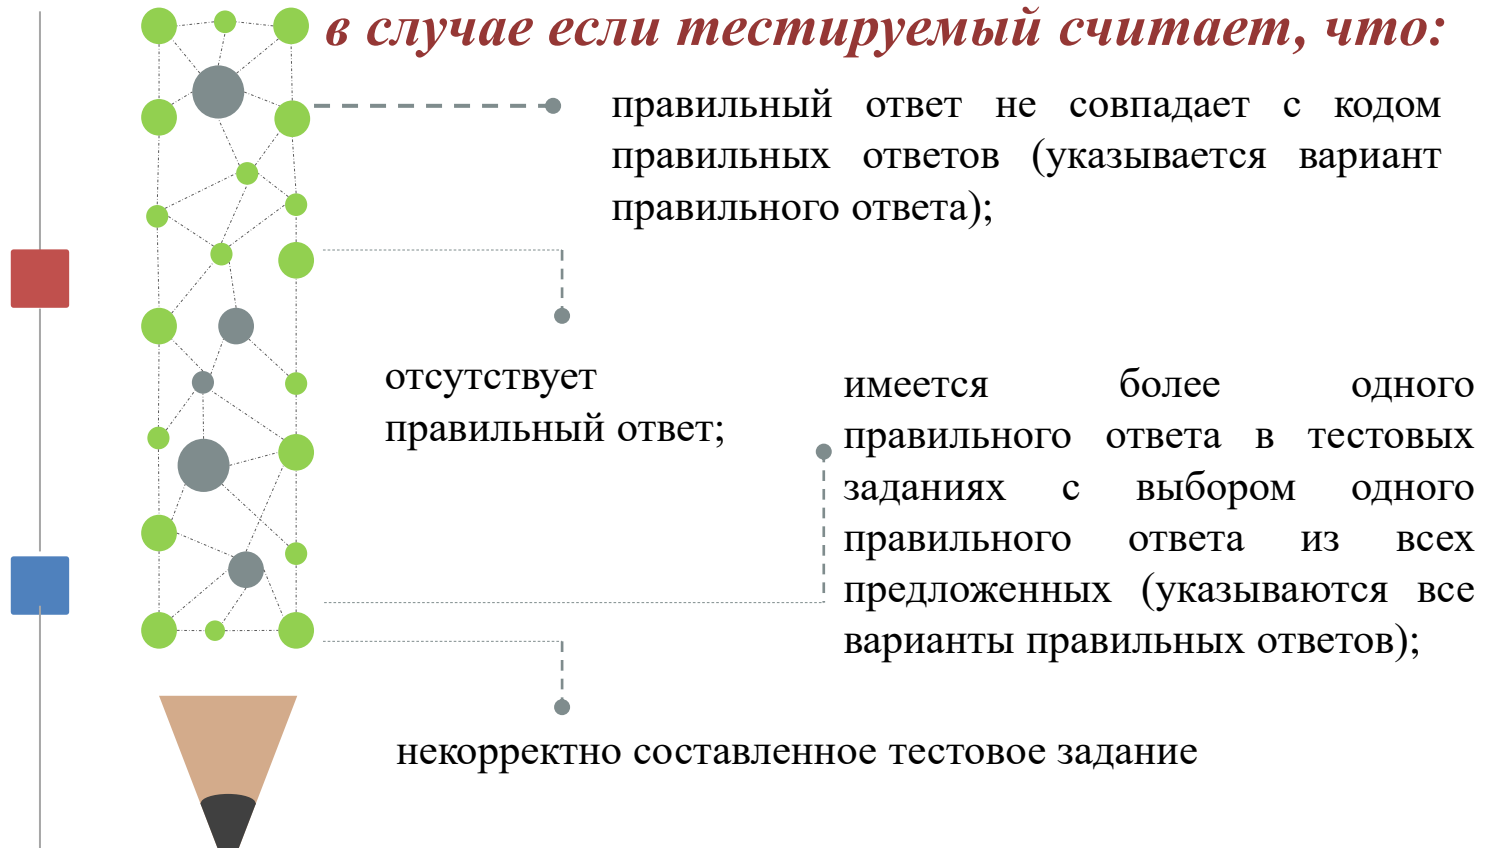 в случае если тестируемый считает, что:
правильный ответ не совпадает с кодом
правильных ответов (указывается вариант
правильного ответа);
отсутствует
правильный ответ;
имеется более одного
правильного ответа в тестовых
заданиях с выбором одного
правильного ответа из всех
предложенных (указываются все
варианты правильных ответов);
некорректно составленное тестовое задание